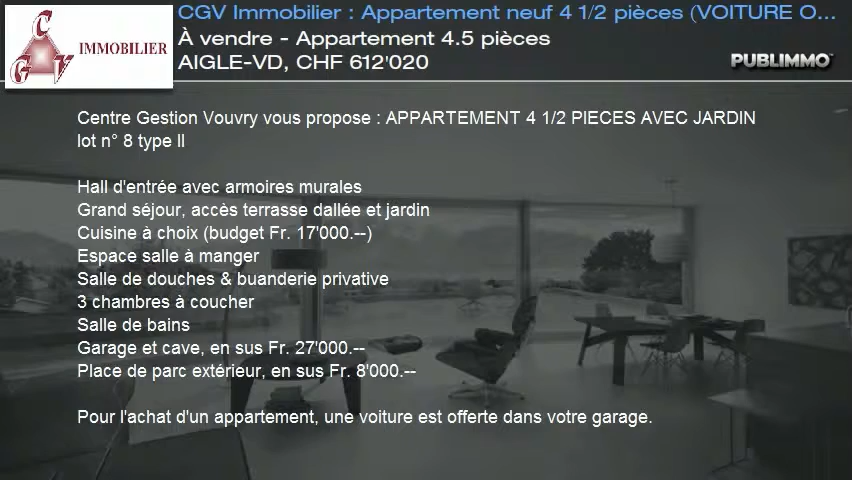 CGV IMMOBILIER
CGV Immobilier : Appartement neuf 4 1/2 pièces (VOITURE O...
À vendre - Appartement 4.5 pièces
AIGLE-VD, CHF 612'020
PUBLIMMO
Centre Gestion Vouvry vous propose : APPARTEMENT 4 1/2 PIECES AVEC JARDIN
lot n° 8 type II
Hall d'entrée avec armoires murales
Grand séjour, accès terrasse dallée et jardin
Cuisine à choix (budget Fr. 17'000.--)
Espace salle à manger
Salle de douches & buanderie privative
3 chambres à coucher
Salle de bains
Garage et cave, en sus Fr. 27'000.--
Place de parc extérieur, en sus Fr. 8'000.--
Pour l'achat d'un appartement, une voiture est offerte dans votre garage.